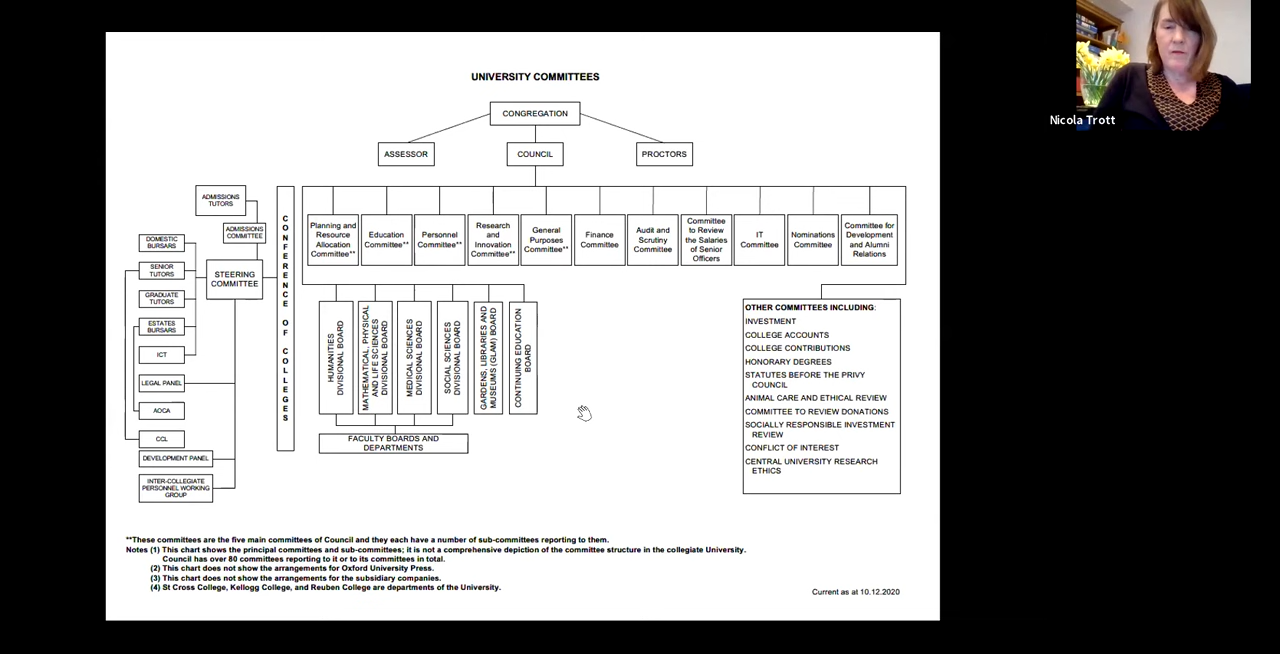 UNIVERSITY COMMITTEES
CONGREGATION
ASSESSOR
COUNCIL
PROCTORS
ADMISSIONS
TUTORS
ADMISSIONS
COMMITTEE
DOMESTIC
BURSARS
SENIOR
TUTORS
GRADUATE
TUTORS
ESTATES
BURSARS
ICT
LEGAL PANEL
AOCA
CCL
DEVELOPMENT PANEL
INTER-COLLEGIATE
PERSONNEL WORKING
GROUP
STEERING
COMMITTEE
CONFERENCE OF COLLEGES
Planning and
Resource
Allocation
Committee**
Education
Committee**
Personnel
Committee**
Research
and
Innovation
Committee**
General
Purposes
Committee**
Finance
Committee
Audit and
Scrutiny
Committee
Committee
to Review
the Salaries
of Senior
Officers
IT
Committee
Nominations
Committee
Committee for
Development
and Alumni
Relations
HUMANITIES
DIVISIONAL BOARD
MATHEMATICAL, PHYSICAL
AND LIFE SCIENCES
DIVISIONAL BOARD
MEDICAL SCIENCES
DIVISIONAL BOARD
SOCIAL SCIENCES
DIVISIONAL BOARD
GARDENS, LIBRARIES AND
MUSEUMS (GLAM) BOARD
CONTINUING EDUCATION
BOARD
FACULTY BOARDS AND
DEPARTMENTS
OTHER COMMITTEES INCLUDING:
INVESTMENT
COLLEGE ACCOUNTS
COLLEGE CONTRIBUTIONS
HONORARY DEGREES
STATUTES BEFORE THE PRIVY
COUNCIL
ANIMAL CARE AND ETHICAL REVIEW
COMMITTEE TO REVIEW DONATIONS
SOCIALLY RESPONSIBLE INVESTMENT
REVIEW
CONFLICT OF INTEREST
CENTRAL UNIVERSITY RESEARCH
ETHICS
**These committees are the five main committees of Council and they each have a number of sub-committees reporting to them.
Notes (1) This chart shows the principal committees and sub-committees; it is not a comprehensive depiction of the committee structure in the collegiate University.
Council has over 80 committees reporting to it or to its committees in total.
(2) This chart does not show the arrangements for Oxford University Press.
(3) This chart does not show the arrangements for the subsidiary companies.
(4) St Cross College, Kellogg College, and Reuben College are departments of the University.
Current as at 10.12.2020
Nicola Trott